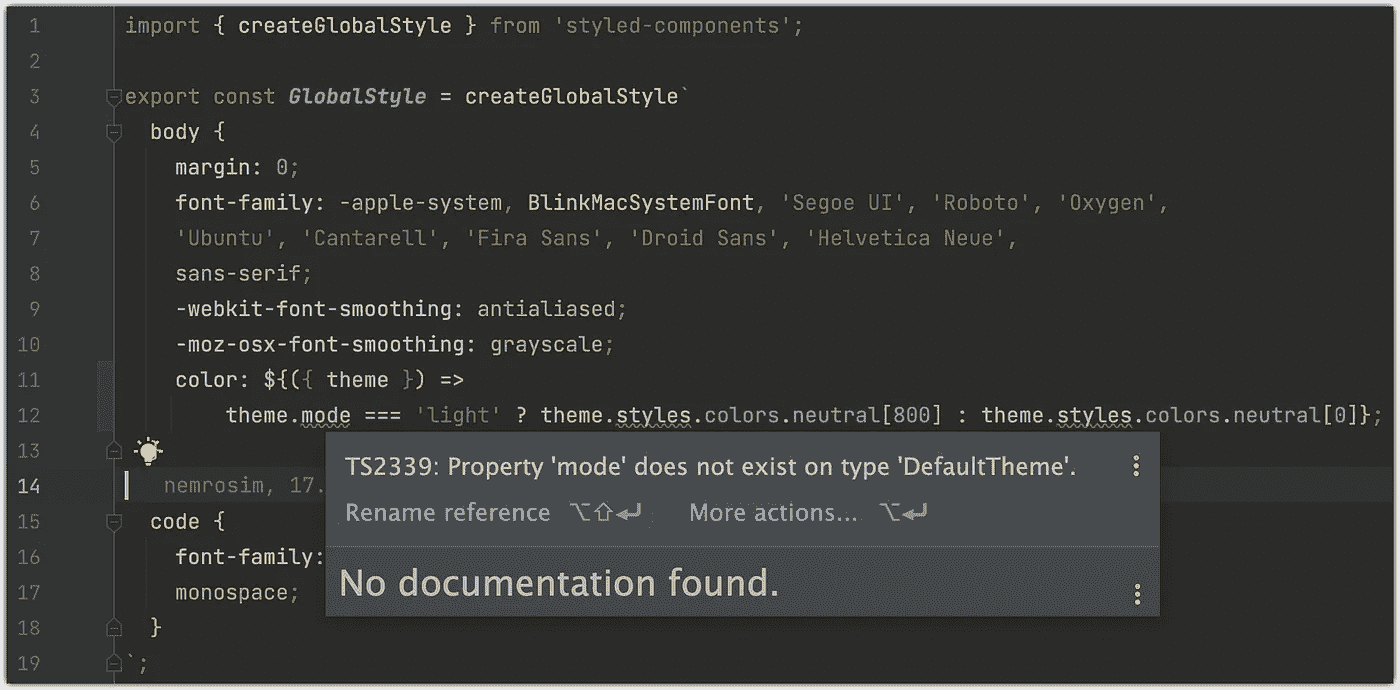 1 import { createGlobalStyle } from 'styled-components';
2
3 export const GlobalStyle = createGlobalStyle`
4 body {
5 margin: 0;
6 font-family: -apple-system, BlinkMacSystemFont, 'Segoe UI', 'Roboto', 'Oxygen',
7 'Ubuntu', 'Cantarell', 'Fira Sans', 'Droid Sans', 'Helvetica Neue',
8 sans-serif;
9 -webkit-font-smoothing: antialiased;
10 -moz-osx-font-smoothing: grayscale;
11 color: ${({ theme }) =>
12 theme.mode === 'light' ? theme.styles.colors.neutral[800] : theme.styles.colors.neutral[0]};
13
TS2339: Property 'mode' does not exist on type 'DefaultTheme'.
14 nemrosim, 17.
Rename reference ⌥⇧↩ More actions... ⌥↩
15 code {
16 font-family:
No documentation found.
17 monospace;
18 }
19 `;